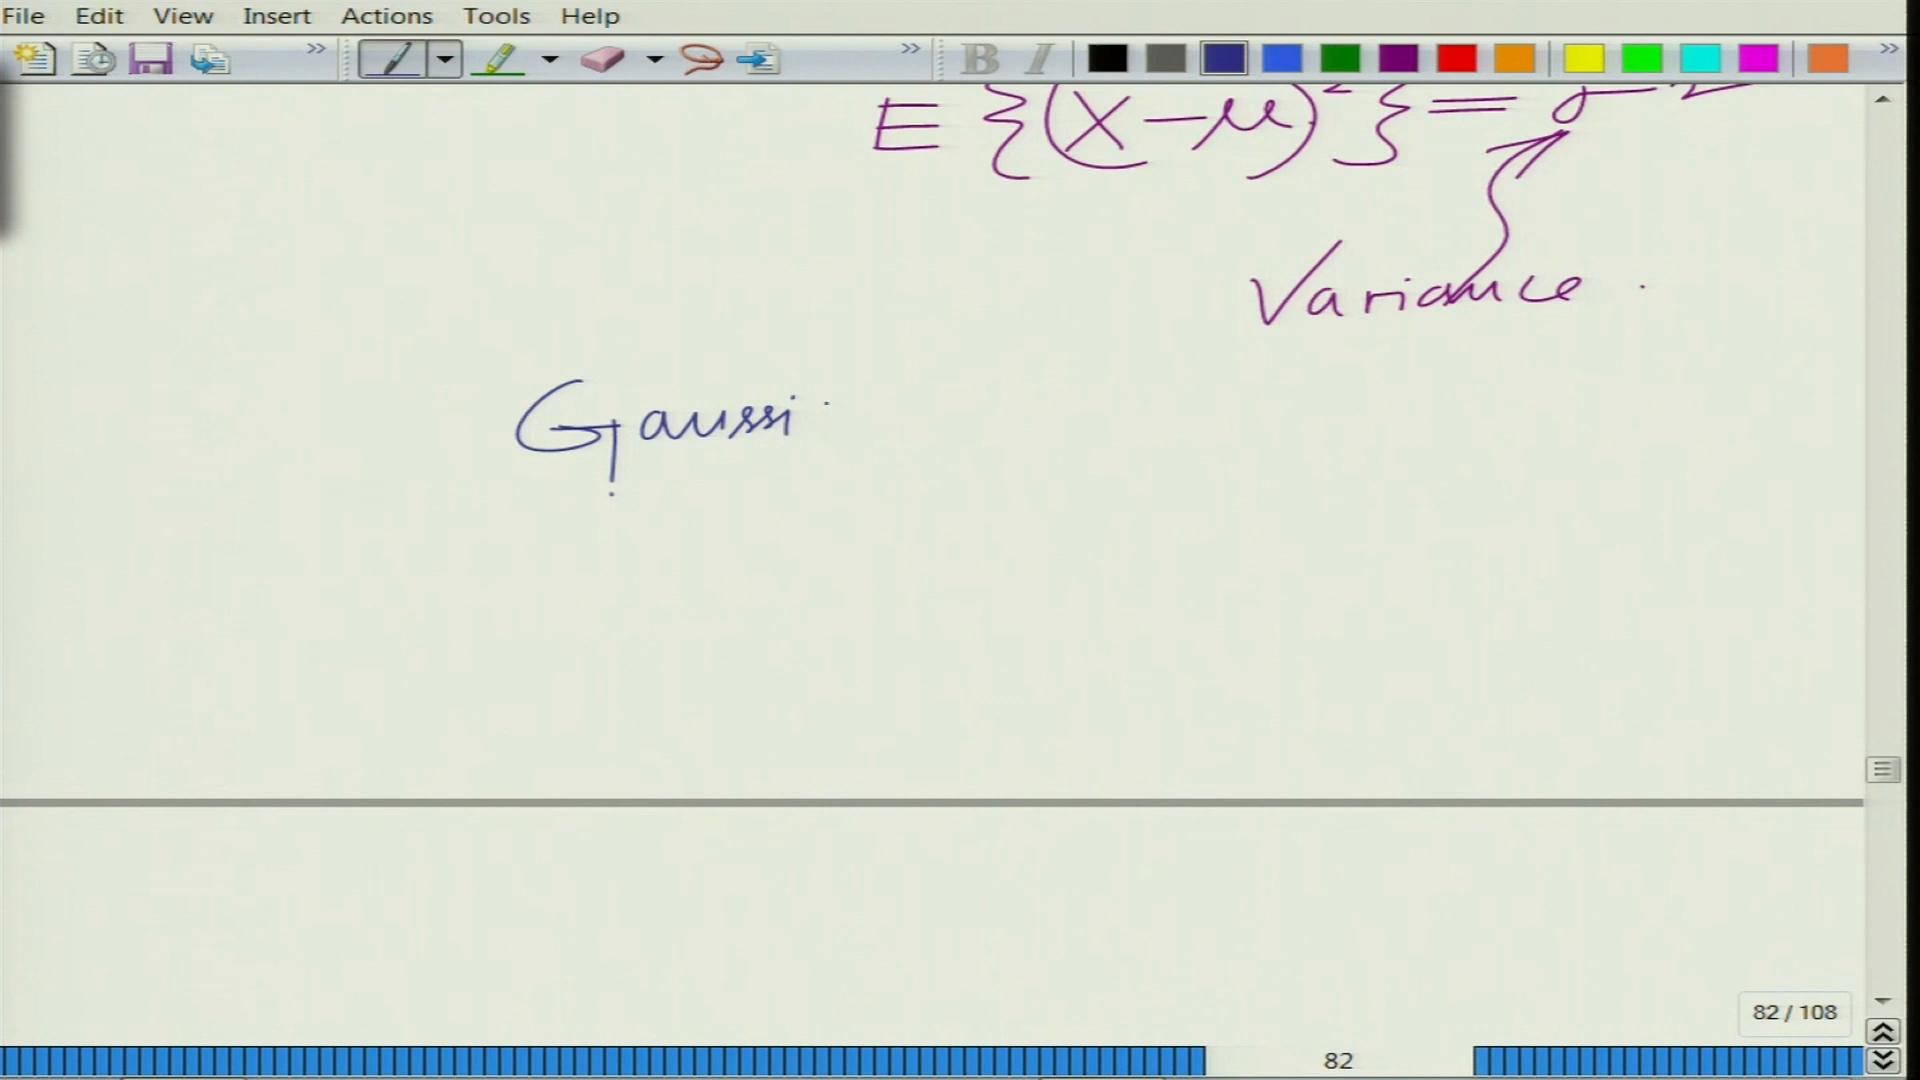 File Edit View Insert Actions Tools Help
B I
E {(X-μ)²} = σ²
Variance .
Gaussi
82 / 108
82